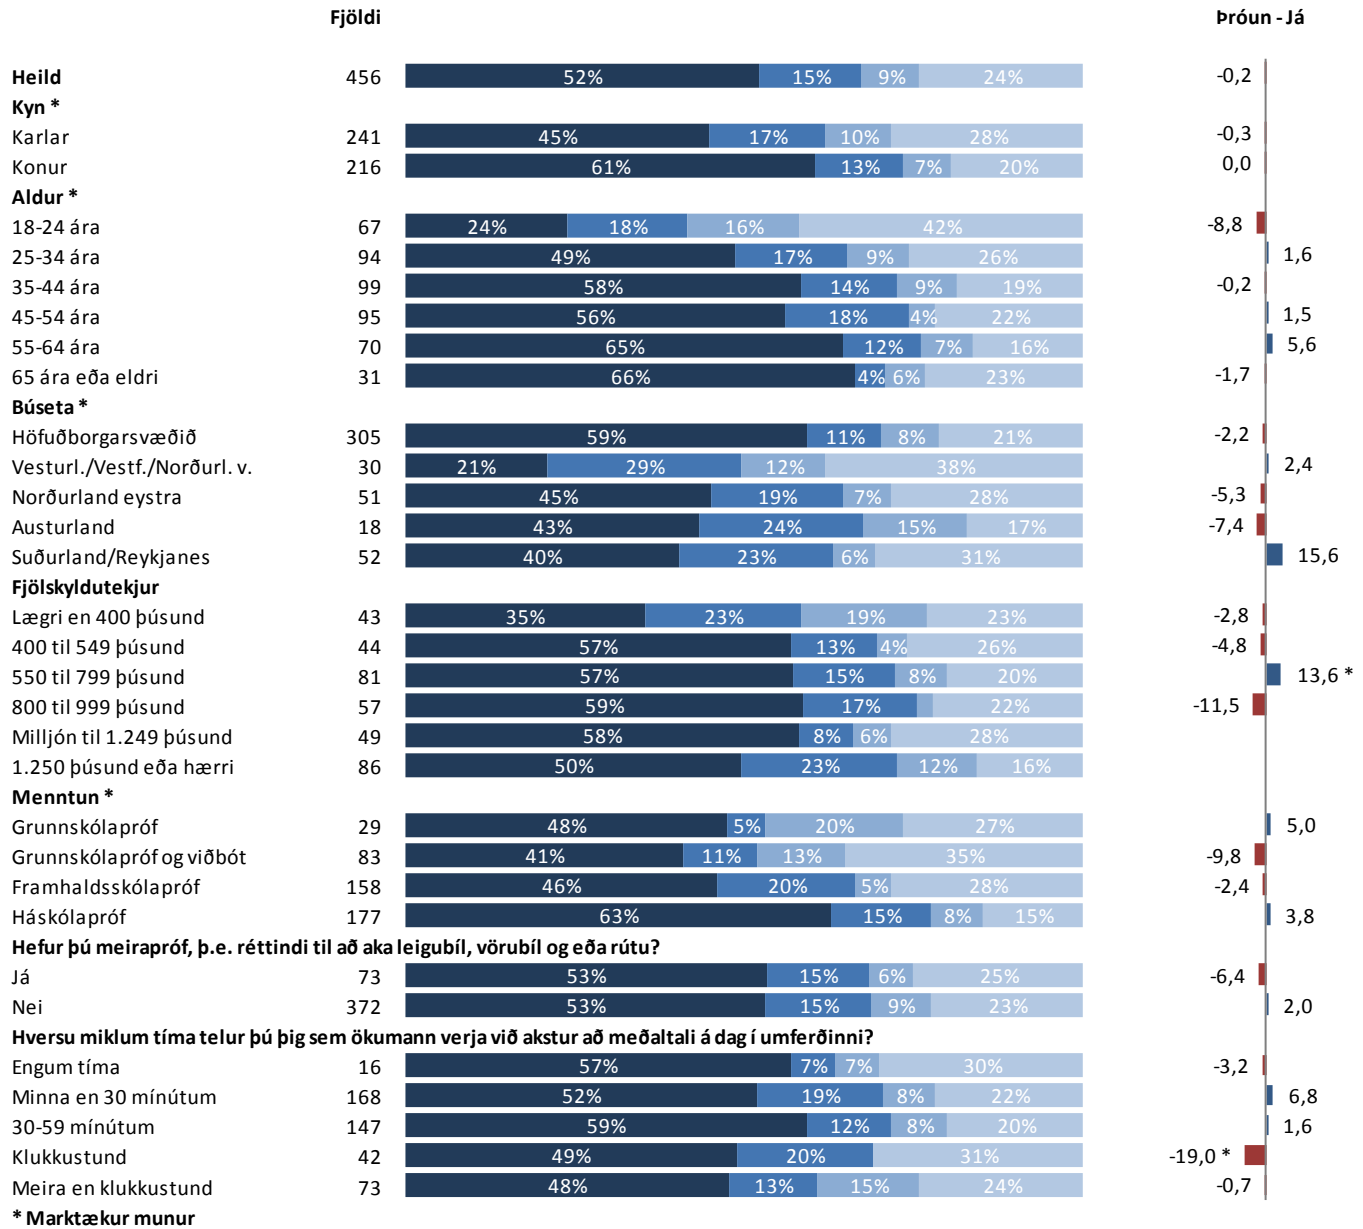 Fjöldi Þróun - Já
Heild 456 52% 15% 9% 24% -0,2
Kyn *
Karlar 241 45% 17% 10% 28% -0,3
Konur 216 61% 13% 7% 20% 0,0
Aldur *
18-24 ára 67 24% 18% 16% 42% -8,8
25-34 ára 94 49% 17% 9% 26% 1,6
35-44 ára 99 58% 14% 9% 19% -0,2
45-54 ára 95 56% 18% 4% 22% 1,5
55-64 ára 70 65% 12% 7% 16% 5,6
65 ára eða eldri 31 66% 4% 6% 23% -1,7
Búseta *
Höfuðborgarsvæðið 305 59% 11% 8% 21% -2,2
Vesturl./Vestf./Norðurl. v. 30 21% 29% 12% 38% 2,4
Norðurland eystra 51 45% 19% 7% 28% -5,3
Austurland 18 43% 24% 15% 17% -7,4
Suðurland/Reykjanes 52 40% 23% 6% 31% 15,6
Fjölskyldutekjur
Lægri en 400 þúsund 43 35% 23% 19% 23% -2,8
400 til 549 þúsund 44 57% 13% 4% 26% -4,8
550 til 799 þúsund 81 57% 15% 8% 20% 13,6 *
800 til 999 þúsund 57 59% 17% 22% -11,5
Milljón til 1.249 þúsund 49 58% 8% 6% 28%
1.250 þúsund eða hærri 86 50% 23% 12% 16%
Menntun *
Grunnskólapróf 29 48% 5% 20% 27% 5,0
Grunnskólapróf og viðbót 83 41% 11% 13% 35% -9,8
Framhaldsskólapróf 158 46% 20% 5% 28% -2,4
Háskólapróf 177 63% 15% 8% 15% 3,8
Hefur þú meirapróf, þ.e. réttindi til að aka leigubíl, vörubíl og eða rútu?
Já 73 53% 15% 6% 25% -6,4
Nei 372 53% 15% 9% 23% 2,0
Hversu miklum tíma telur þú þig sem ökumann verja við akstur að meðaltali á dag í umferðinni?
Engum tíma 16 57% 7% 7% 30% -3,2
Minna en 30 mínútum 168 52% 19% 8% 22% 6,8
30-59 mínútum 147 59% 12% 8% 20% 1,6
Klukkustund 42 49% 20% 31% -19,0 *
Meira en klukkustund 73 48% 13% 15% 24% -0,7
* Marktækur munur